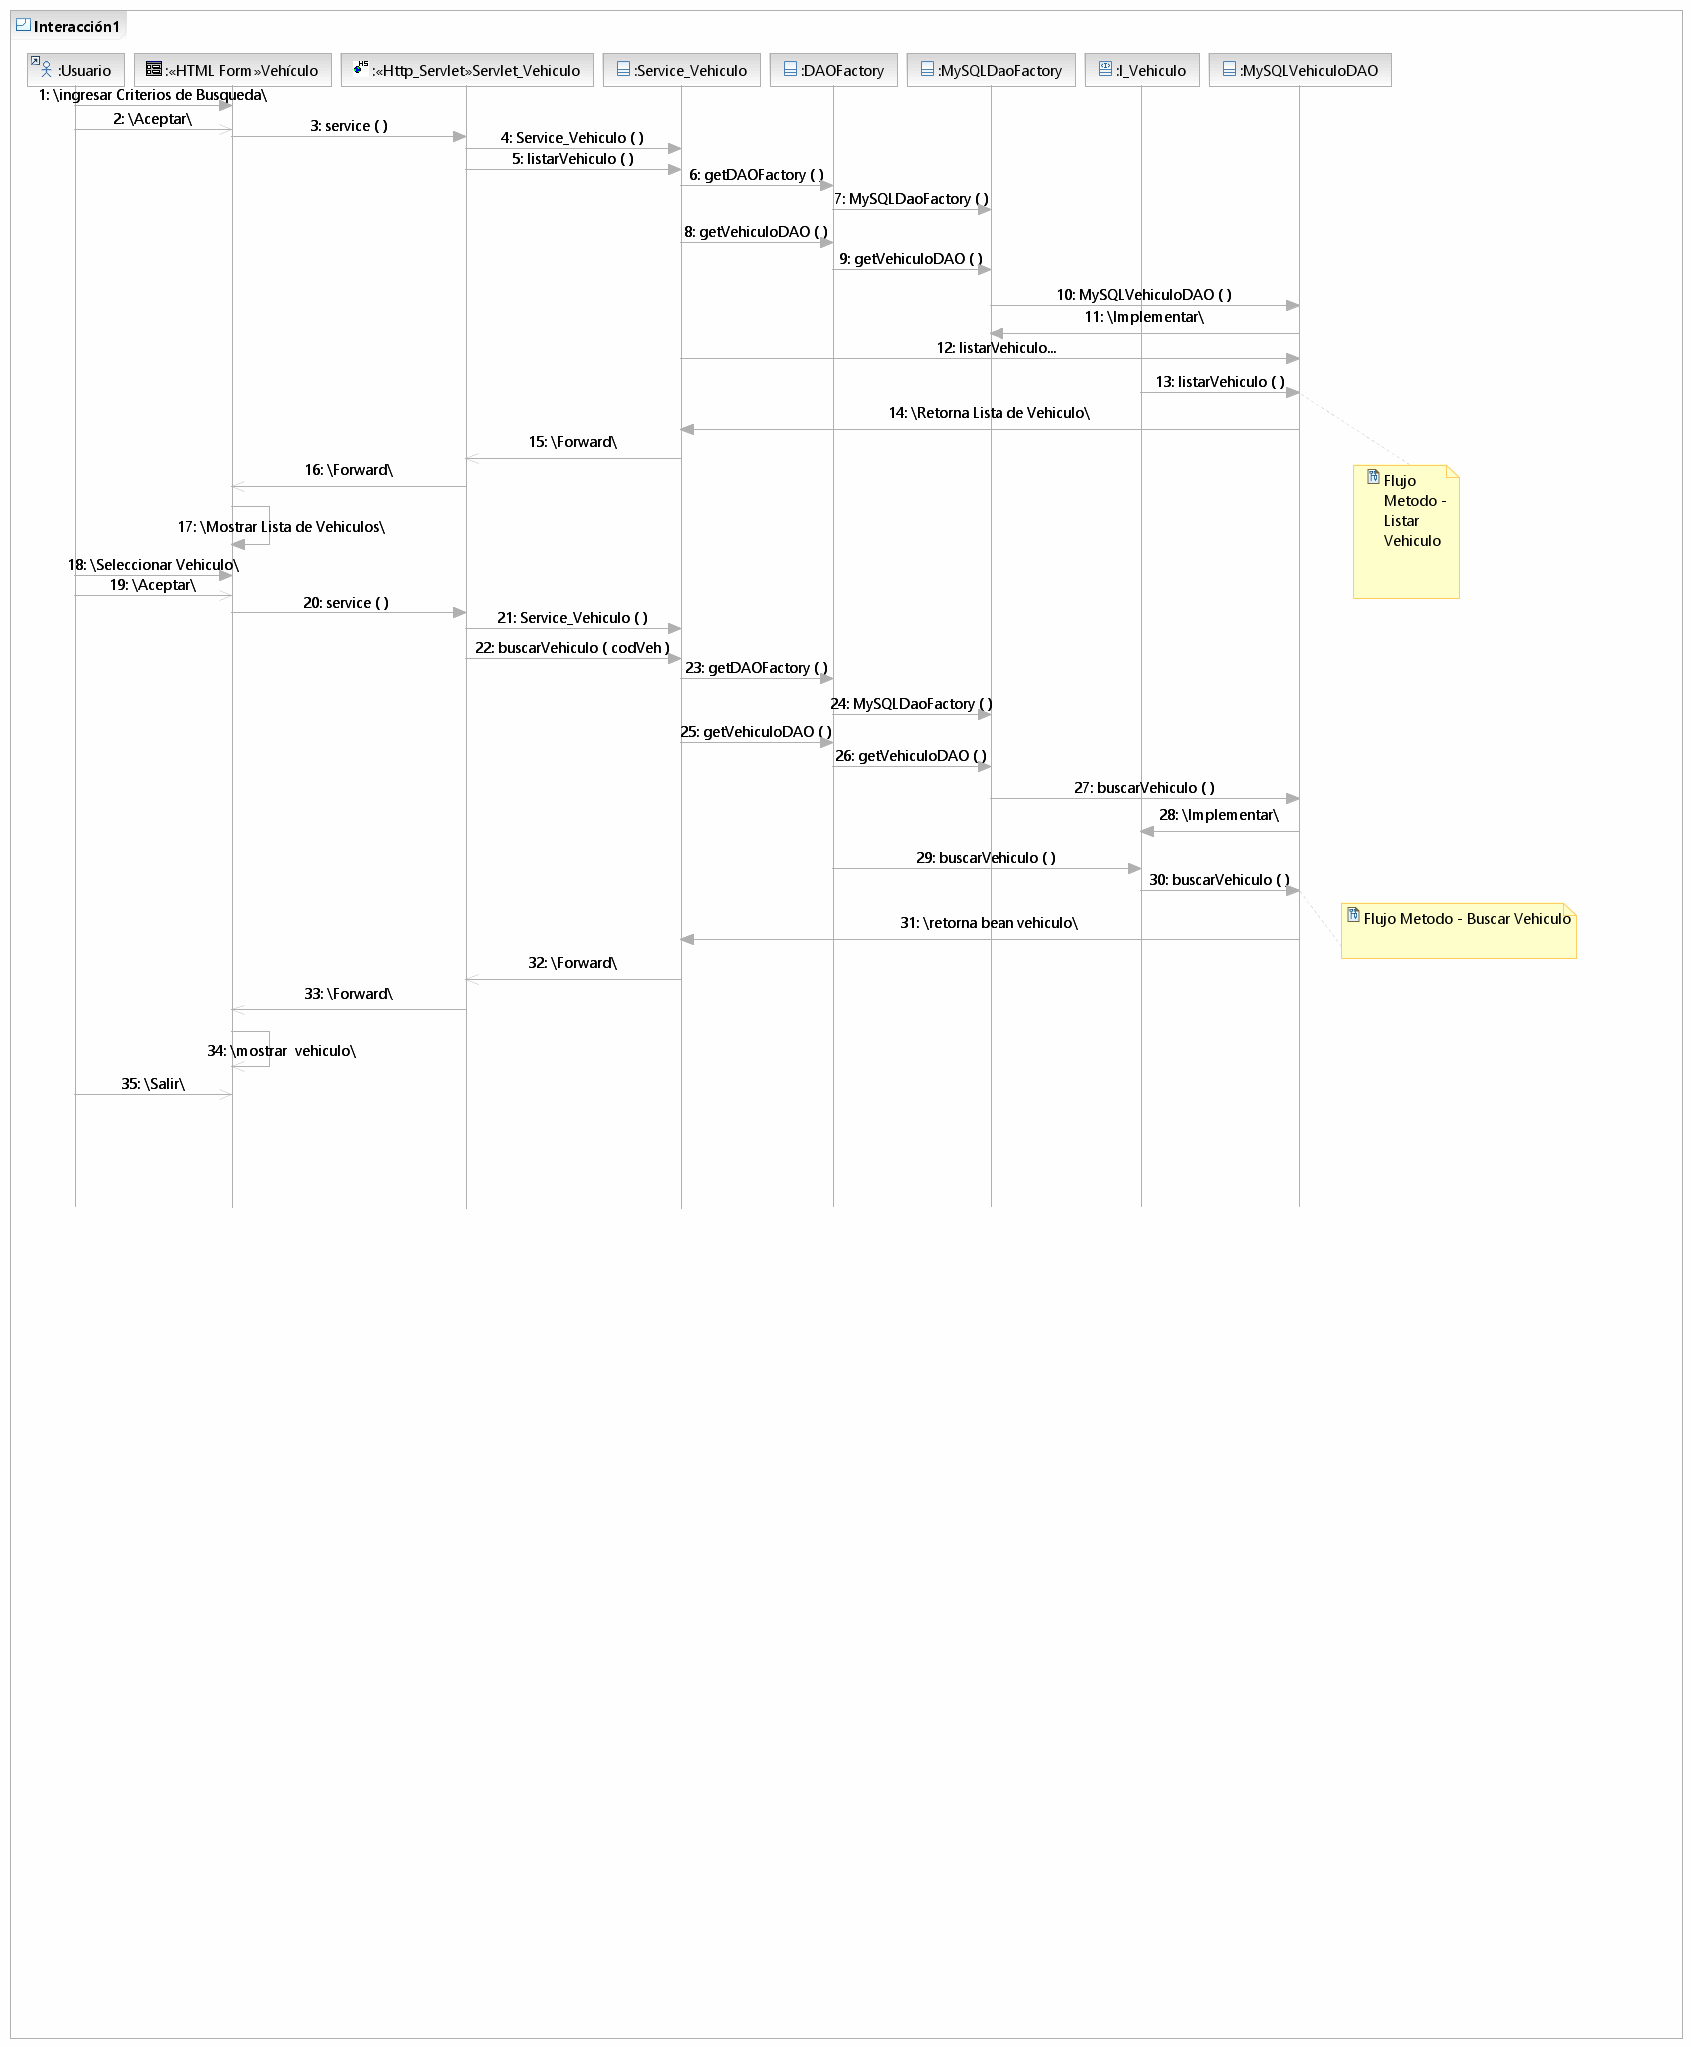 Interacción1
:Usuario
:«HTML Form»Vehículo
:«Http_Servlet»Servlet_Vehiculo
:Service_Vehiculo
:DAOFactory
:MySQLDaoFactory
:I_Vehiculo
:MySQLVehiculoDAO
1: \ingresar Criterios de Busqueda\
2: \Aceptar\
3: service ( )
4: Service_Vehiculo ( )
5: listarVehiculo ( )
6: getDAOFactory ( )
7: MySQLDaoFactory ( )
8: getVehiculoDAO ( )
9: getVehiculoDAO ( )
10: MySQLVehiculoDAO ( )
11: \Implementar\
12: listarVehiculo...
13: listarVehiculo ( )
14: \Retorna Lista de Vehiculo\
15: \Forward\
16: \Forward\
Flujo
Metodo -
Listar
Vehiculo
17: \Mostrar Lista de Vehiculos\
18: \Seleccionar Vehiculo\
19: \Aceptar\
20: service ( )
21: Service_Vehiculo ( )
22: buscarVehiculo ( codVeh )
23: getDAOFactory ( )
24: MySQLDaoFactory ( )
25: getVehiculoDAO ( )
26: getVehiculoDAO ( )
27: buscarVehiculo ( )
28: \Implementar\
29: buscarVehiculo ( )
30: buscarVehiculo ( )
Flujo Metodo - Buscar Vehiculo
31: \retorna bean vehiculo\
32: \Forward\
33: \Forward\
34: \mostrar  vehiculo\
35: \Salir\